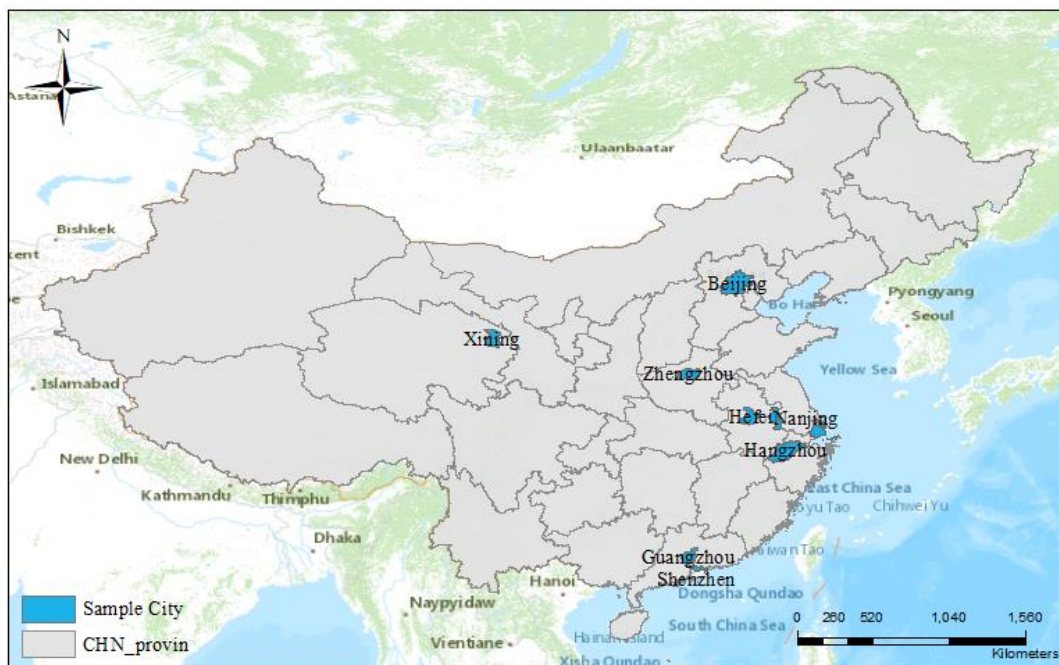 N
Astana
Ulaanbaatar
Bishkek
Beijing
Bo Hai
Pyongyang
Seoul
Xining
Zhengzhou
Yellow Sea
Islamabad
Hefei
Nanjing
Hangzhou
New Delhi
Kathmandu
Thimphu
East China Sea
Chihwei Yu
Dhaka
Guangzhou
Shenzhen
Hanoi
Dongsha Qundao
Sample City
Naypyidaw
0 260 520 1,040 1,560
South China Sea
CHN_provin
Vientiane
Kilometers
Xisha Qundao